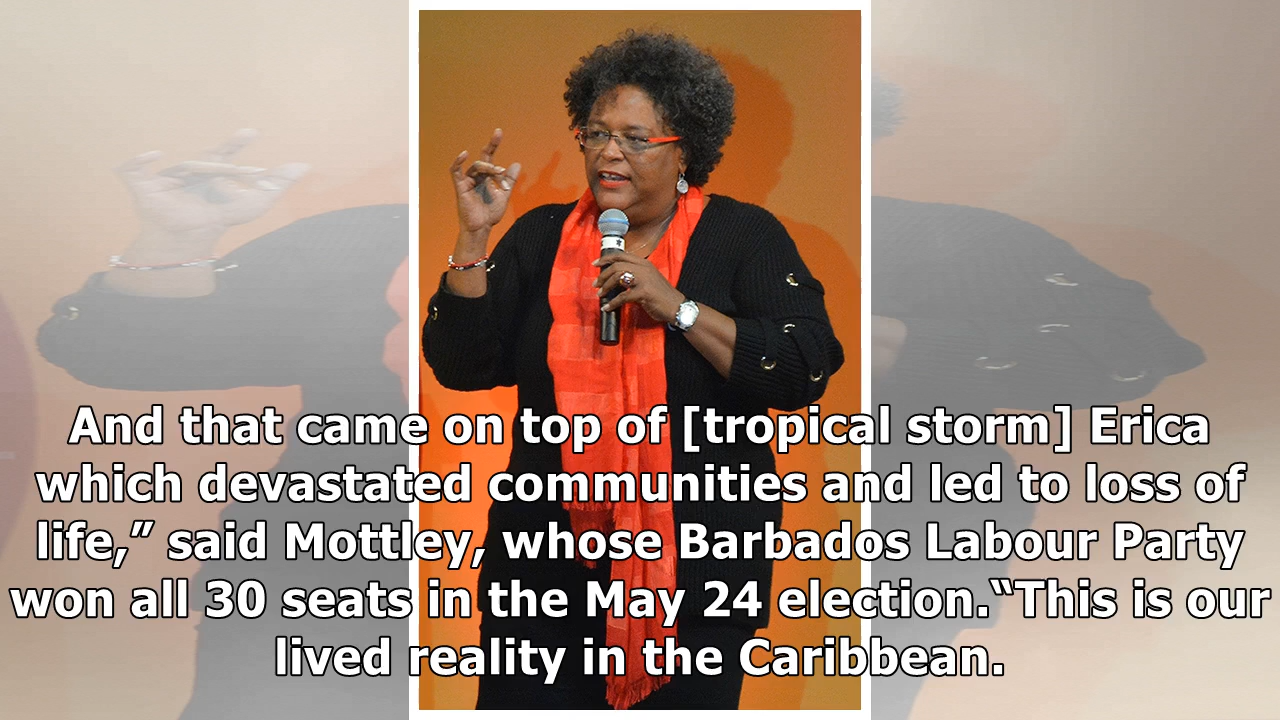 And that came on top of [tropical storm] Erica
which devastated communities and led to loss of
life,” said Mottley, whose Barbados Labour Party
won all 30 seats in the May 24 election.“This is our
lived reality in the Caribbean.